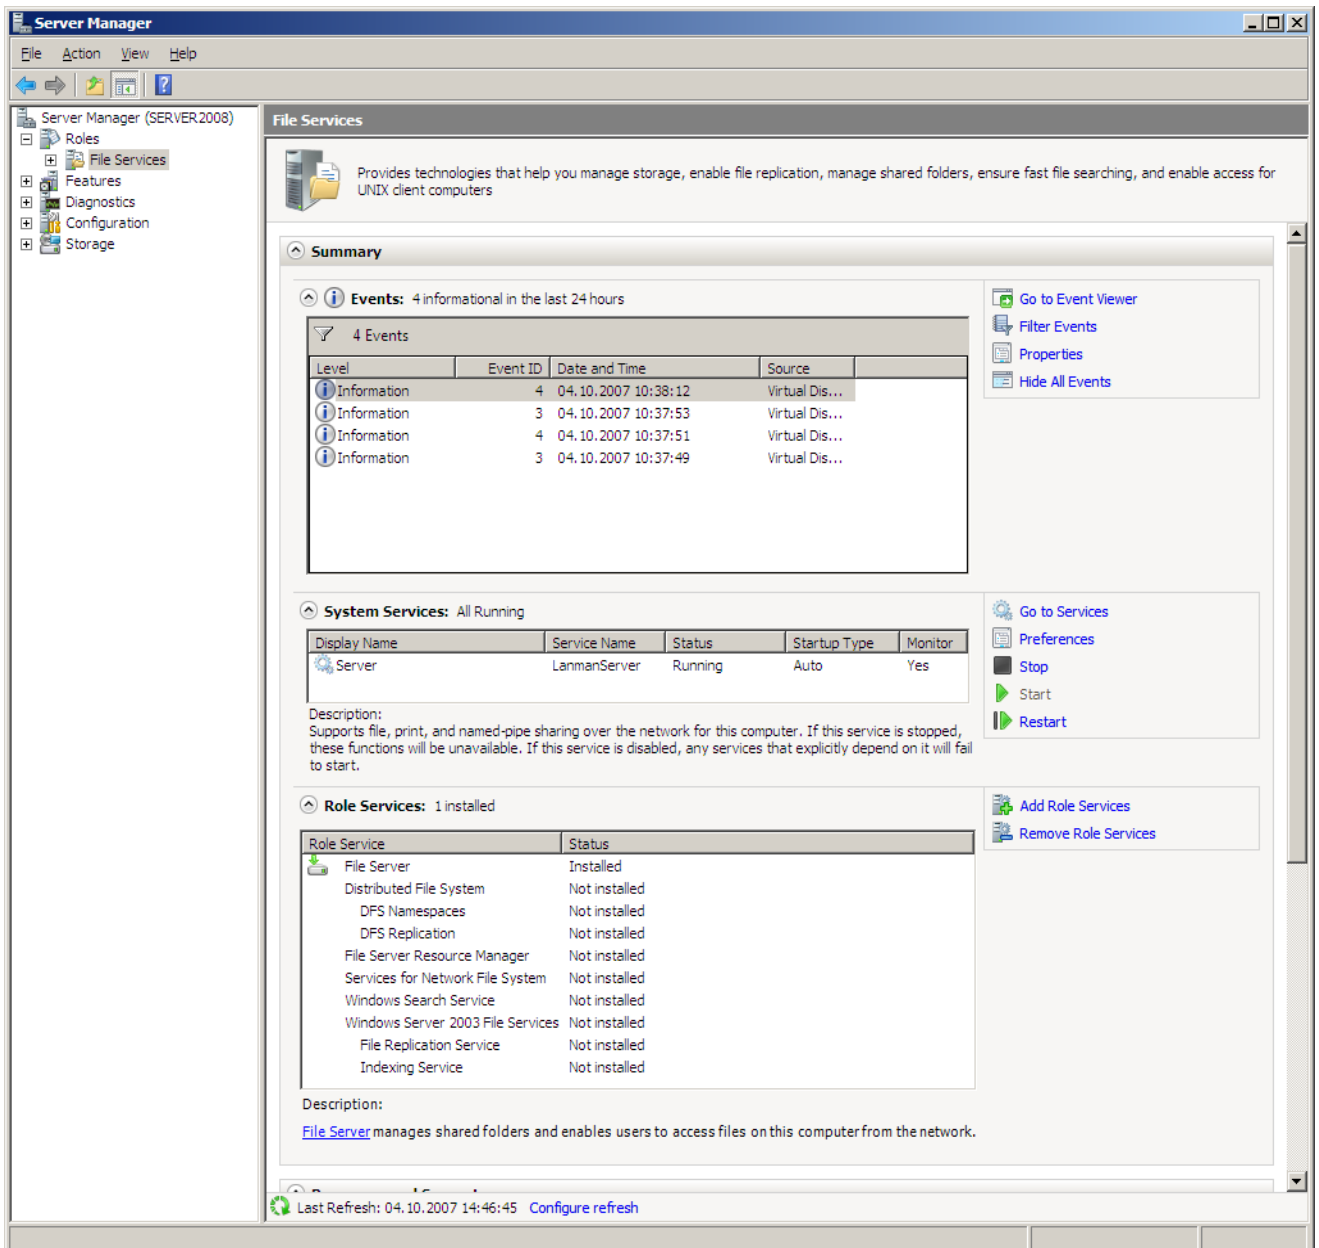 Server Manager
File Action View Help
Server Manager (SERVER2008)
Roles
File Services
Features
Diagnostics
Configuration
Storage
File Services
Provides technologies that help you manage storage, enable file replication, manage shared folders, ensure fast file searching, and enable access for
UNIX client computers
Summary
Events: 4 informational in the last 24 hours
4 Events
Level Event ID Date and Time Source
Information 4 04.10.2007 10:38:12 Virtual Dis...
Information 3 04.10.2007 10:37:53 Virtual Dis...
Information 4 04.10.2007 10:37:51 Virtual Dis...
Information 3 04.10.2007 10:37:49 Virtual Dis...
Go to Event Viewer
Filter Events
Properties
Hide All Events
System Services: All Running
Display Name Service Name Status Startup Type Monitor
Server LanmanServer Running Auto Yes
Description:
Supports file, print, and named-pipe sharing over the network for this computer. If this service is stopped,
these functions will be unavailable. If this service is disabled, any services that explicitly depend on it will fail
to start.
Go to Services
Preferences
Stop
Start
Restart
Role Services: 1 installed
Role Service Status
File Server Installed
Distributed File System Not installed
DFS Namespaces Not installed
DFS Replication Not installed
File Server Resource Manager Not installed
Services for Network File System Not installed
Windows Search Service Not installed
Windows Server 2003 File Services Not installed
File Replication Service Not installed
Indexing Service Not installed
Description:
File Server manages shared folders and enables users to access files on this computer from the network.
Add Role Services
Remove Role Services
Last Refresh: 04.10.2007 14:46:45 Configure refresh